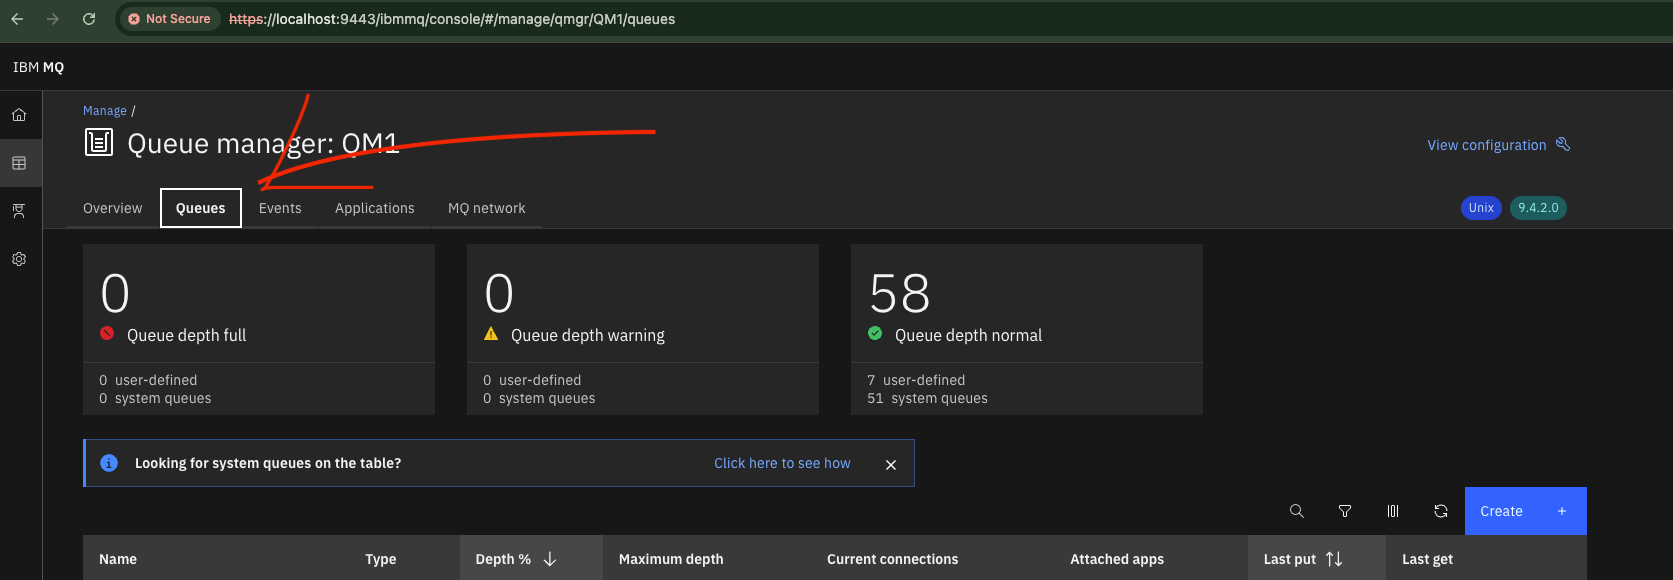 Not Secure https://localhost:9443/ibmmq/console/#/manage/qmgr/QM1/queues
IBM MQ
Manage /
Queue manager: QM1
View configuration
Overview Queues Events Applications MQ network
Unix 9.4.2.0
0 0 58
Queue depth full Queue depth warning Queue depth normal
0 user-defined 0 user-defined 7 user-defined
0 system queues 0 system queues 51 system queues
Looking for system queues on the table? Click here to see how
Create +
Name Type Depth % Maximum depth Current connections Attached apps Last put Last get